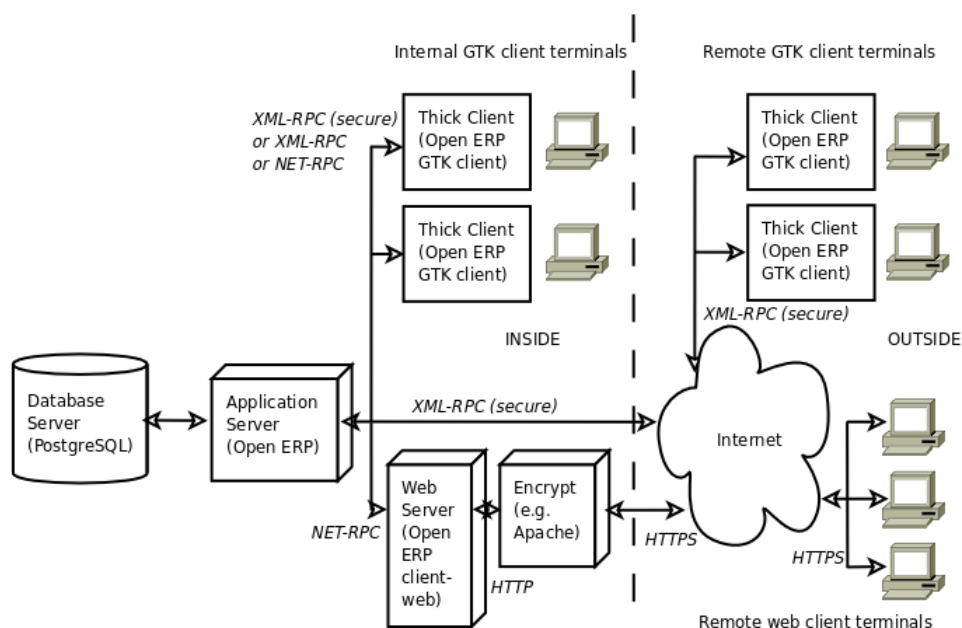 Internal GTK client terminals
Remote GTK client terminals
XML-RPC (secure)
or XML-RPC
or NET-RPC
Thick Client
(Open ERP
GTK client)
Thick Client
(Open ERP
GTK client)
Thick Client
(Open ERP
GTK client)
Thick Client
(Open ERP
GTK client)
XML-RPC (secure)
INSIDE
OUTSIDE
Database
Server
(PostgreSQL)
Application
Server
(Open ERP)
XML-RPC (secure)
Internet
Web
Server
(Open
ERP
client-
web)
Encrypt
(e.g.
Apache)
NET-RPC
HTTP
HTTPS
HTTPS
Remote web client terminals